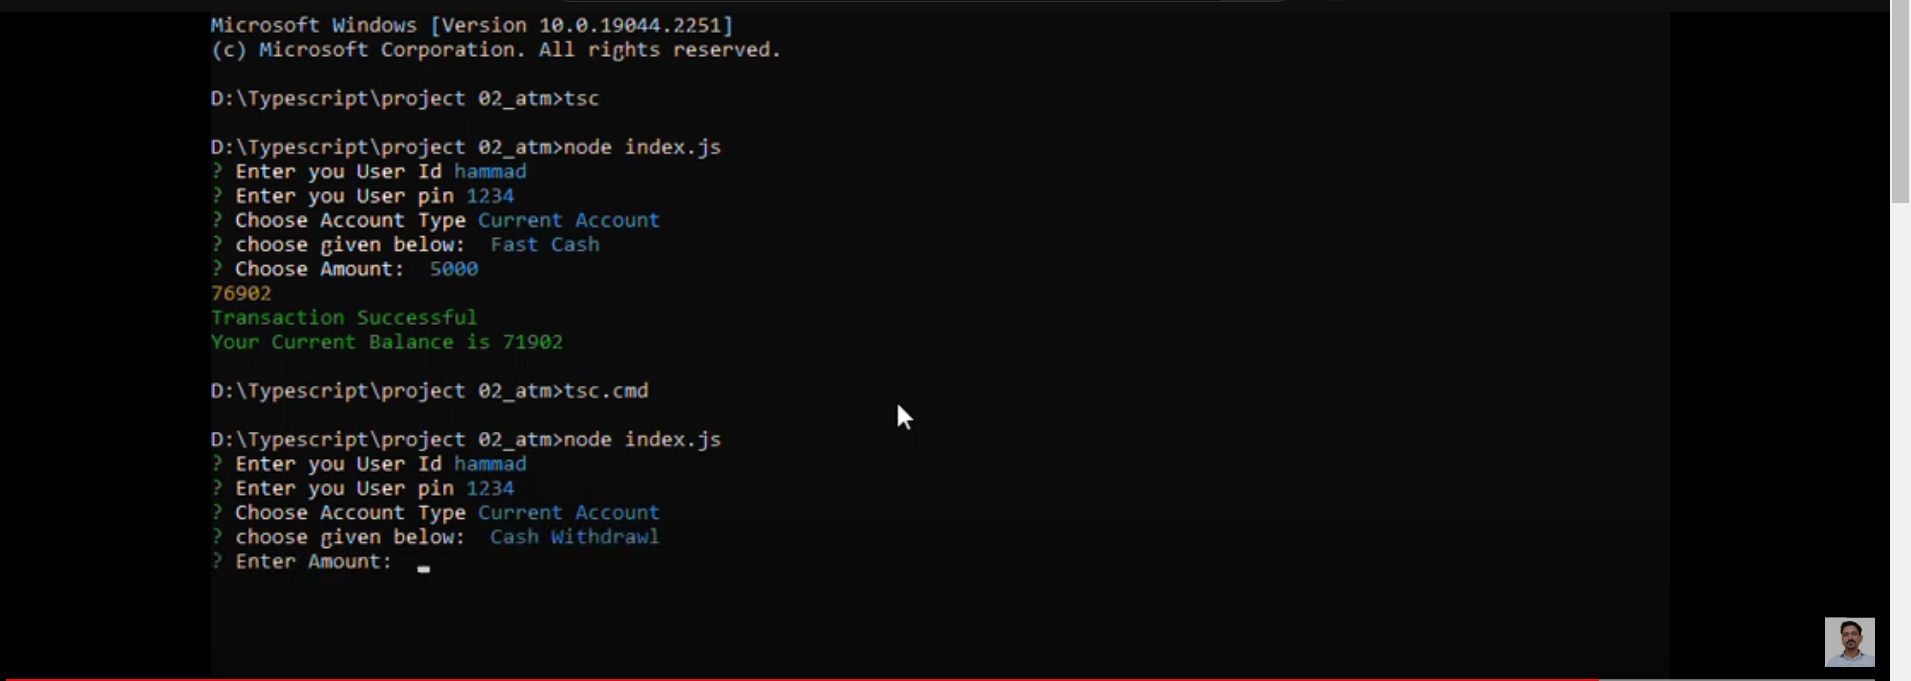 Microsoft Windows [Version 10.0.19044.2251]
(c) Microsoft Corporation. All rights reserved.
D:\Typescript\project 02_atm>tsc
D:\Typescript\project 02_atm>node index.js
? Enter you User Id hammad
? Enter you User pin 1234
? Choose Account Type Current Account
? choose given below:  Fast Cash
? Choose Amount:  5000
76902
Transaction Successful
Your Current Balance is 71902
D:\Typescript\project 02_atm>tsc.cmd
D:\Typescript\project 02_atm>node index.js
? Enter you User Id hammad
? Enter you User pin 1234
? Choose Account Type Current Account
? choose given below:  Cash Withdrawl
? Enter Amount: